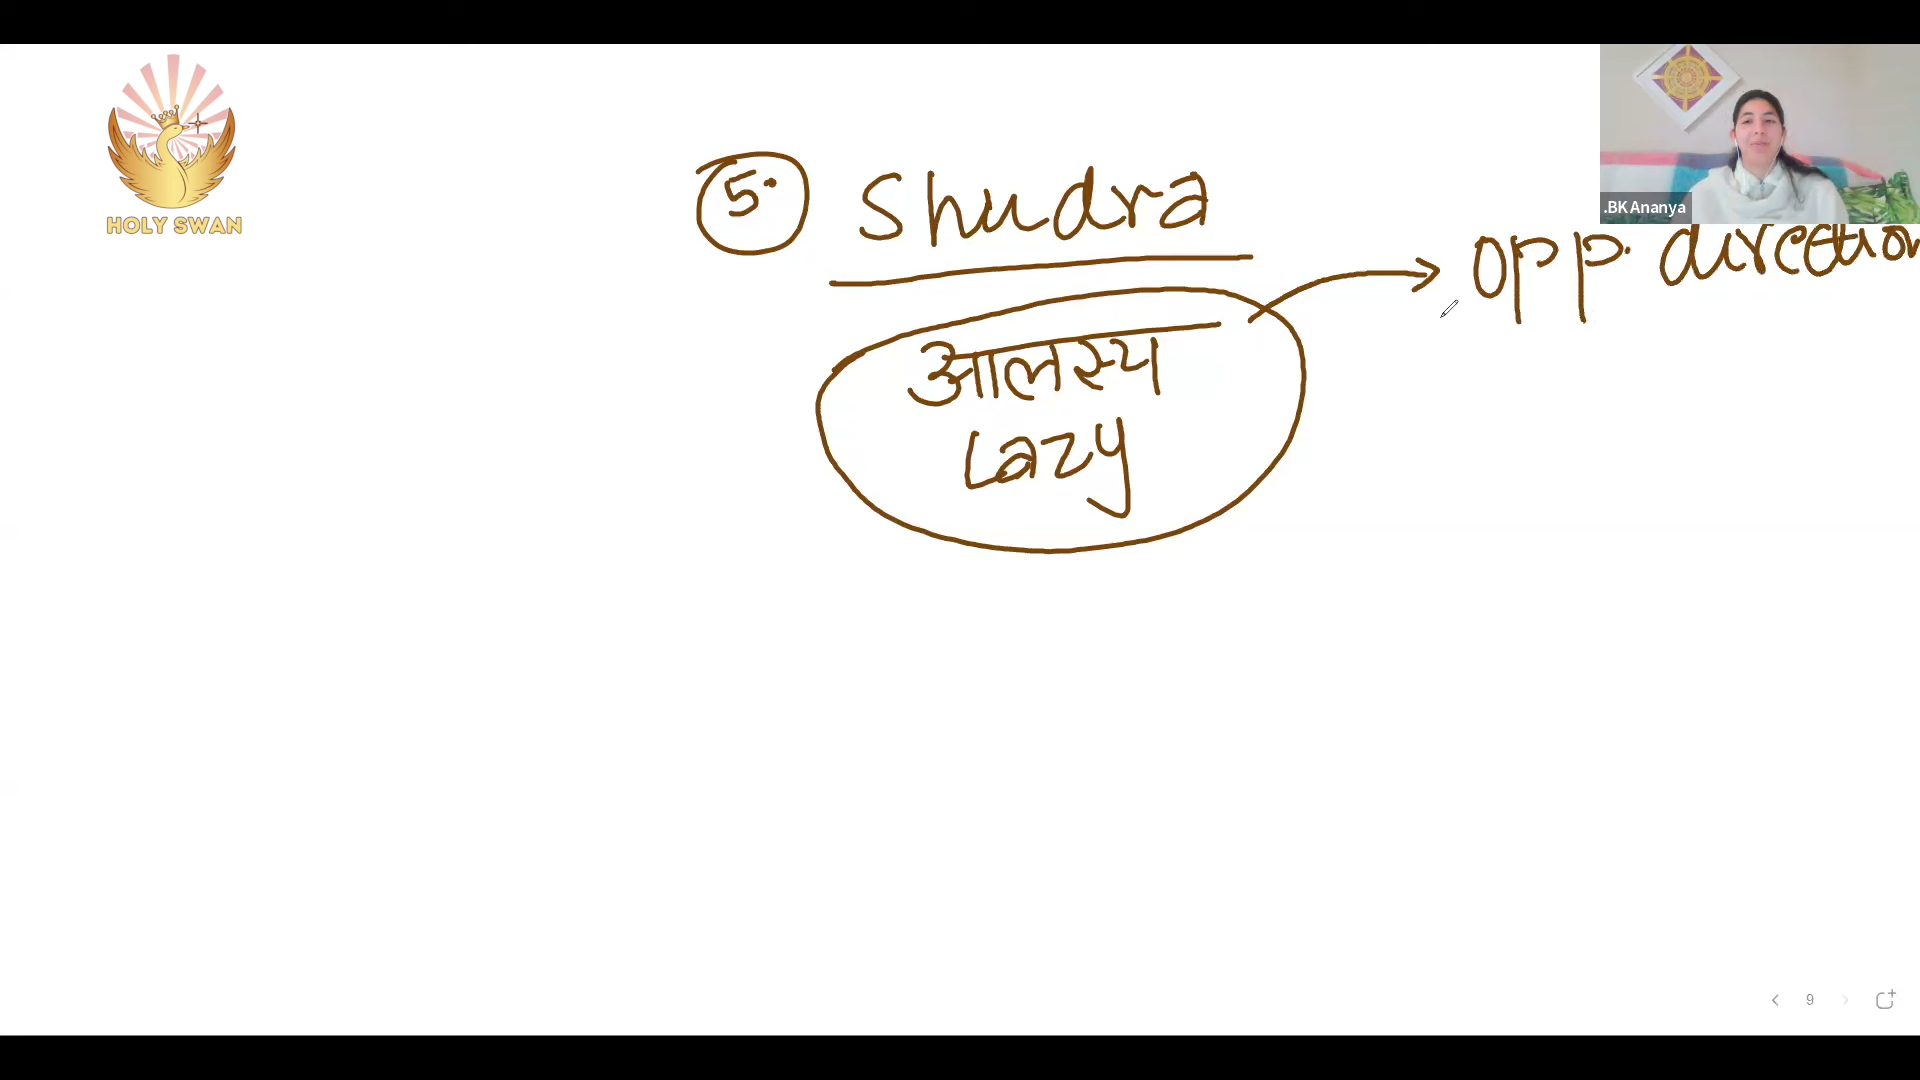 HOLY SWAN
.BK Ananya
5. Shudra
opp. direction
आलस्य
Lazy
9